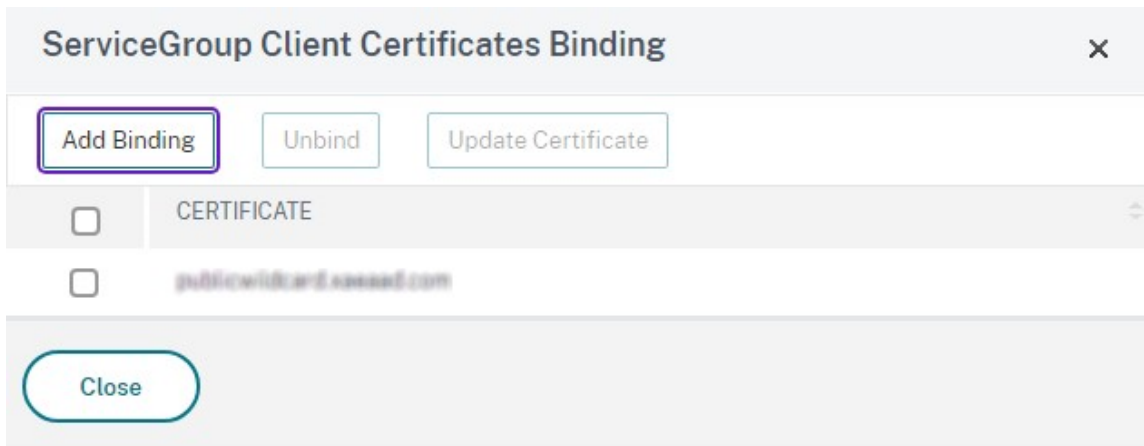 ServiceGroup Client Certificates Binding
Add Binding Unbind Update Certificate
CERTIFICATE
Close